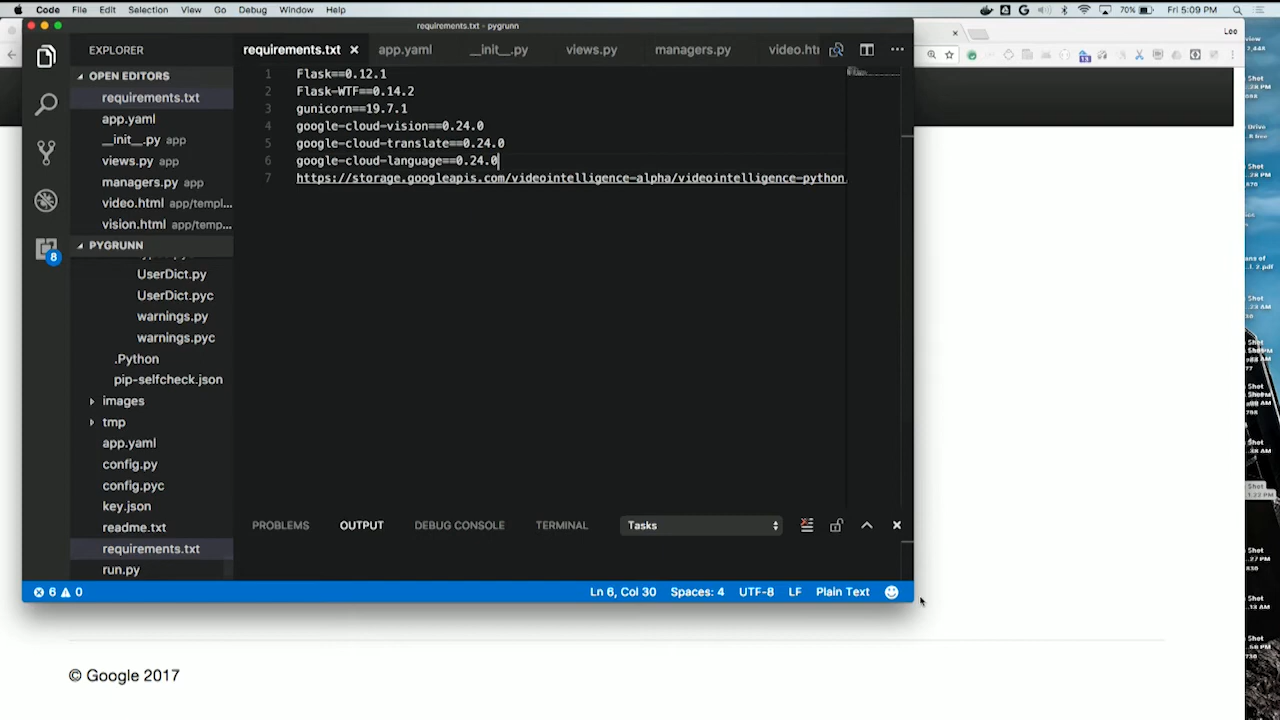 Code File Edit Selection View Go Debug Window Help
70% Fri 5:09 PM
requirements.txt - pygrunn
Leo
EXPLORER
OPEN EDITORS
requirements.txt
app.yaml
__init__.py app
views.py app
managers.py app
video.html app/templ...
vision.html app/temp...
PYGRUNN
UserDict.py
UserDict.pyc
warnings.py
warnings.pyc
.Python
pip-selfcheck.json
images
tmp
app.yaml
config.py
config.pyc
key.json
readme.txt
requirements.txt
run.py
8
requirements.txt app.yaml __init__.py views.py managers.py video.ht
1 Flask==0.12.1
2 Flask-WTF==0.14.2
3 gunicorn==19.7.1
4 google-cloud-vision==0.24.0
5 google-cloud-translate==0.24.0
6 google-cloud-language==0.24.0
7 https://storage.googleapis.com/videointelligence-alpha/videointelligence-python
PROBLEMS OUTPUT DEBUG CONSOLE TERMINAL Tasks
6 0 Ln 6, Col 30 Spaces: 4 UTF-8 LF Plain Text
© Google 2017